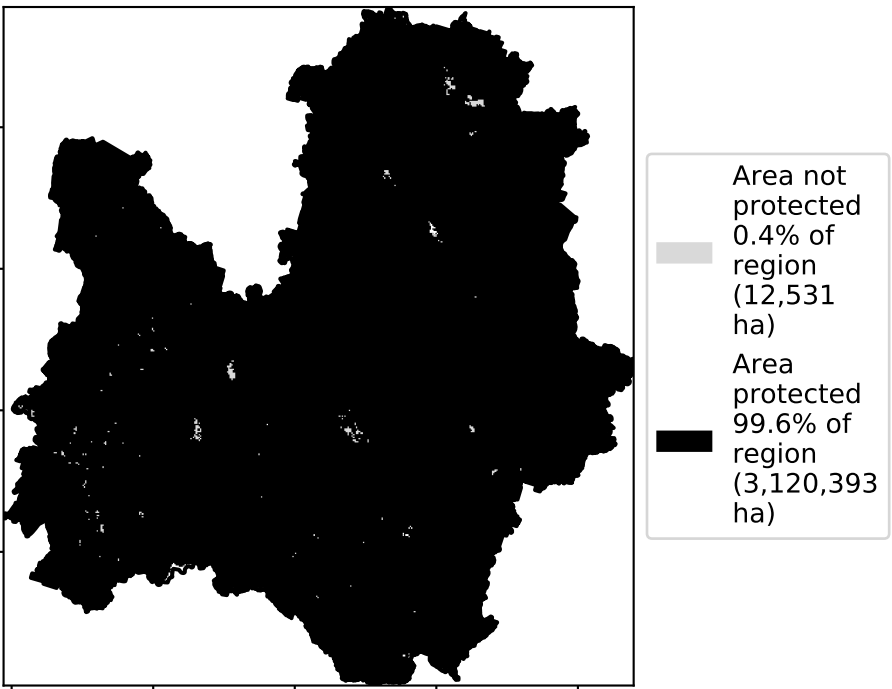 Area not
protected
0.4% of
region
(12,531
ha)
Area
protected
99.6% of
region
(3,120,393
ha)